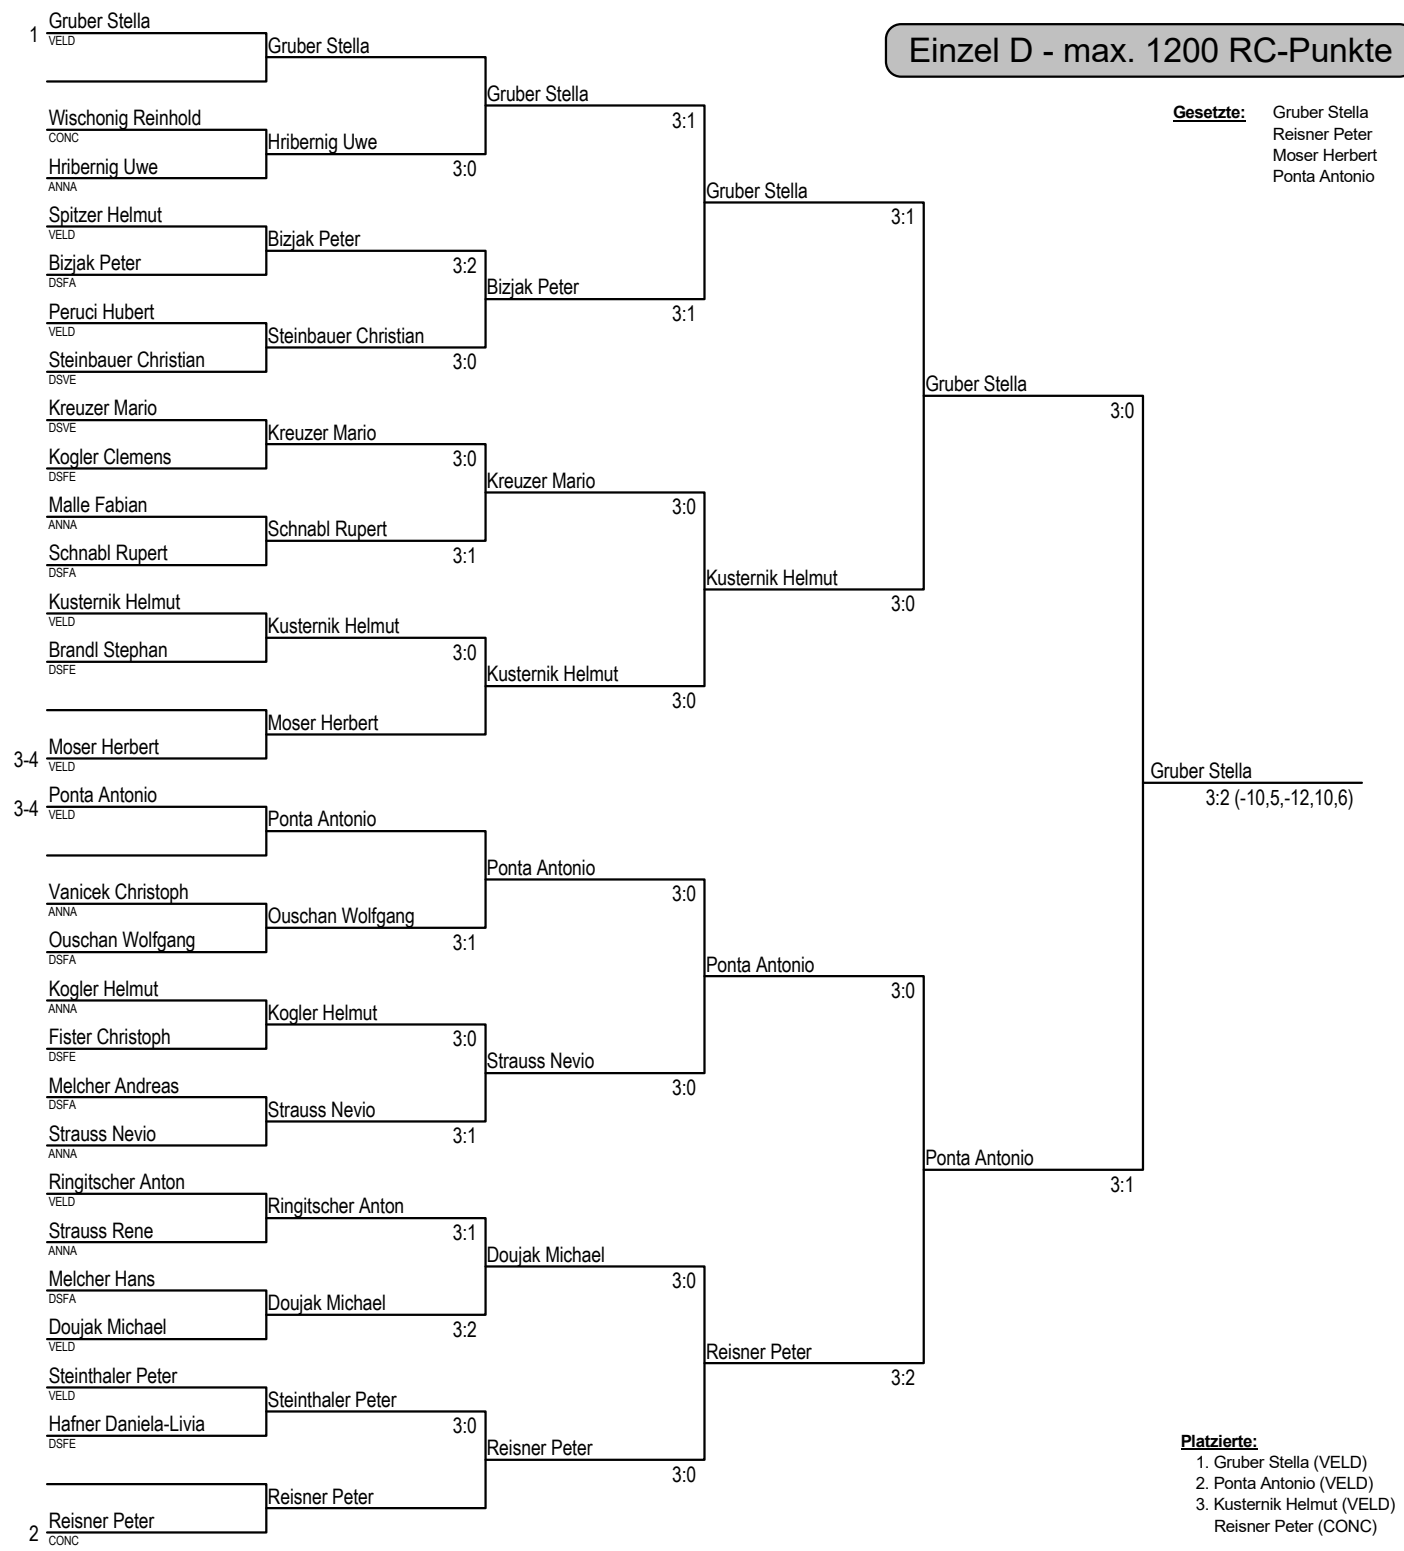 Einzel D - max. 1200 RC-Punkte
Gesetzte: Gruber Stella
Reisner Peter
Moser Herbert
Ponta Antonio
1 Gruber Stella
VELD
Wischonig Reinhold
CONC
Hribernig Uwe
ANNA
Spitzer Helmut
VELD
Bizjak Peter
DSFA
Peruci Hubert
VELD
Steinbauer Christian
DSVE
Kreuzer Mario
DSVE
Kogler Clemens
DSFE
Malle Fabian
ANNA
Schnabl Rupert
DSFA
Kusternik Helmut
VELD
Brandl Stephan
DSFE
3-4 Moser Herbert
VELD
3-4 Ponta Antonio
VELD
Vanicek Christoph
ANNA
Ouschan Wolfgang
DSFA
Kogler Helmut
ANNA
Fister Christoph
DSFE
Melcher Andreas
DSFA
Strauss Nevio
ANNA
Ringitscher Anton
VELD
Strauss Rene
ANNA
Melcher Hans
DSFA
Doujak Michael
VELD
Steinthaler Peter
VELD
Hafner Daniela-Livia
DSFE
2 Reisner Peter
CONC
Gruber Stella
Hribernig Uwe
3:0
Bizjak Peter
3:2
Steinbauer Christian
3:0
Kreuzer Mario
3:0
Schnabl Rupert
3:1
Kusternik Helmut
3:0
Moser Herbert
Ponta Antonio
Ouschan Wolfgang
3:1
Kogler Helmut
3:0
Strauss Nevio
3:1
Ringitscher Anton
3:1
Doujak Michael
3:2
Steinthaler Peter
3:0
Reisner Peter
Gruber Stella
3:1
Bizjak Peter
3:1
Kreuzer Mario
3:0
Kusternik Helmut
3:0
Ponta Antonio
3:0
Strauss Nevio
3:0
Doujak Michael
3:0
Reisner Peter
3:0
Gruber Stella
3:1
Kusternik Helmut
3:0
Ponta Antonio
3:0
Reisner Peter
3:2
Gruber Stella
3:0
Ponta Antonio
3:1
Gruber Stella
3:2 (-10,5,-12,10,6)
Platzierte:
1. Gruber Stella (VELD)
2. Ponta Antonio (VELD)
3. Kusternik Helmut (VELD)
Reisner Peter (CONC)